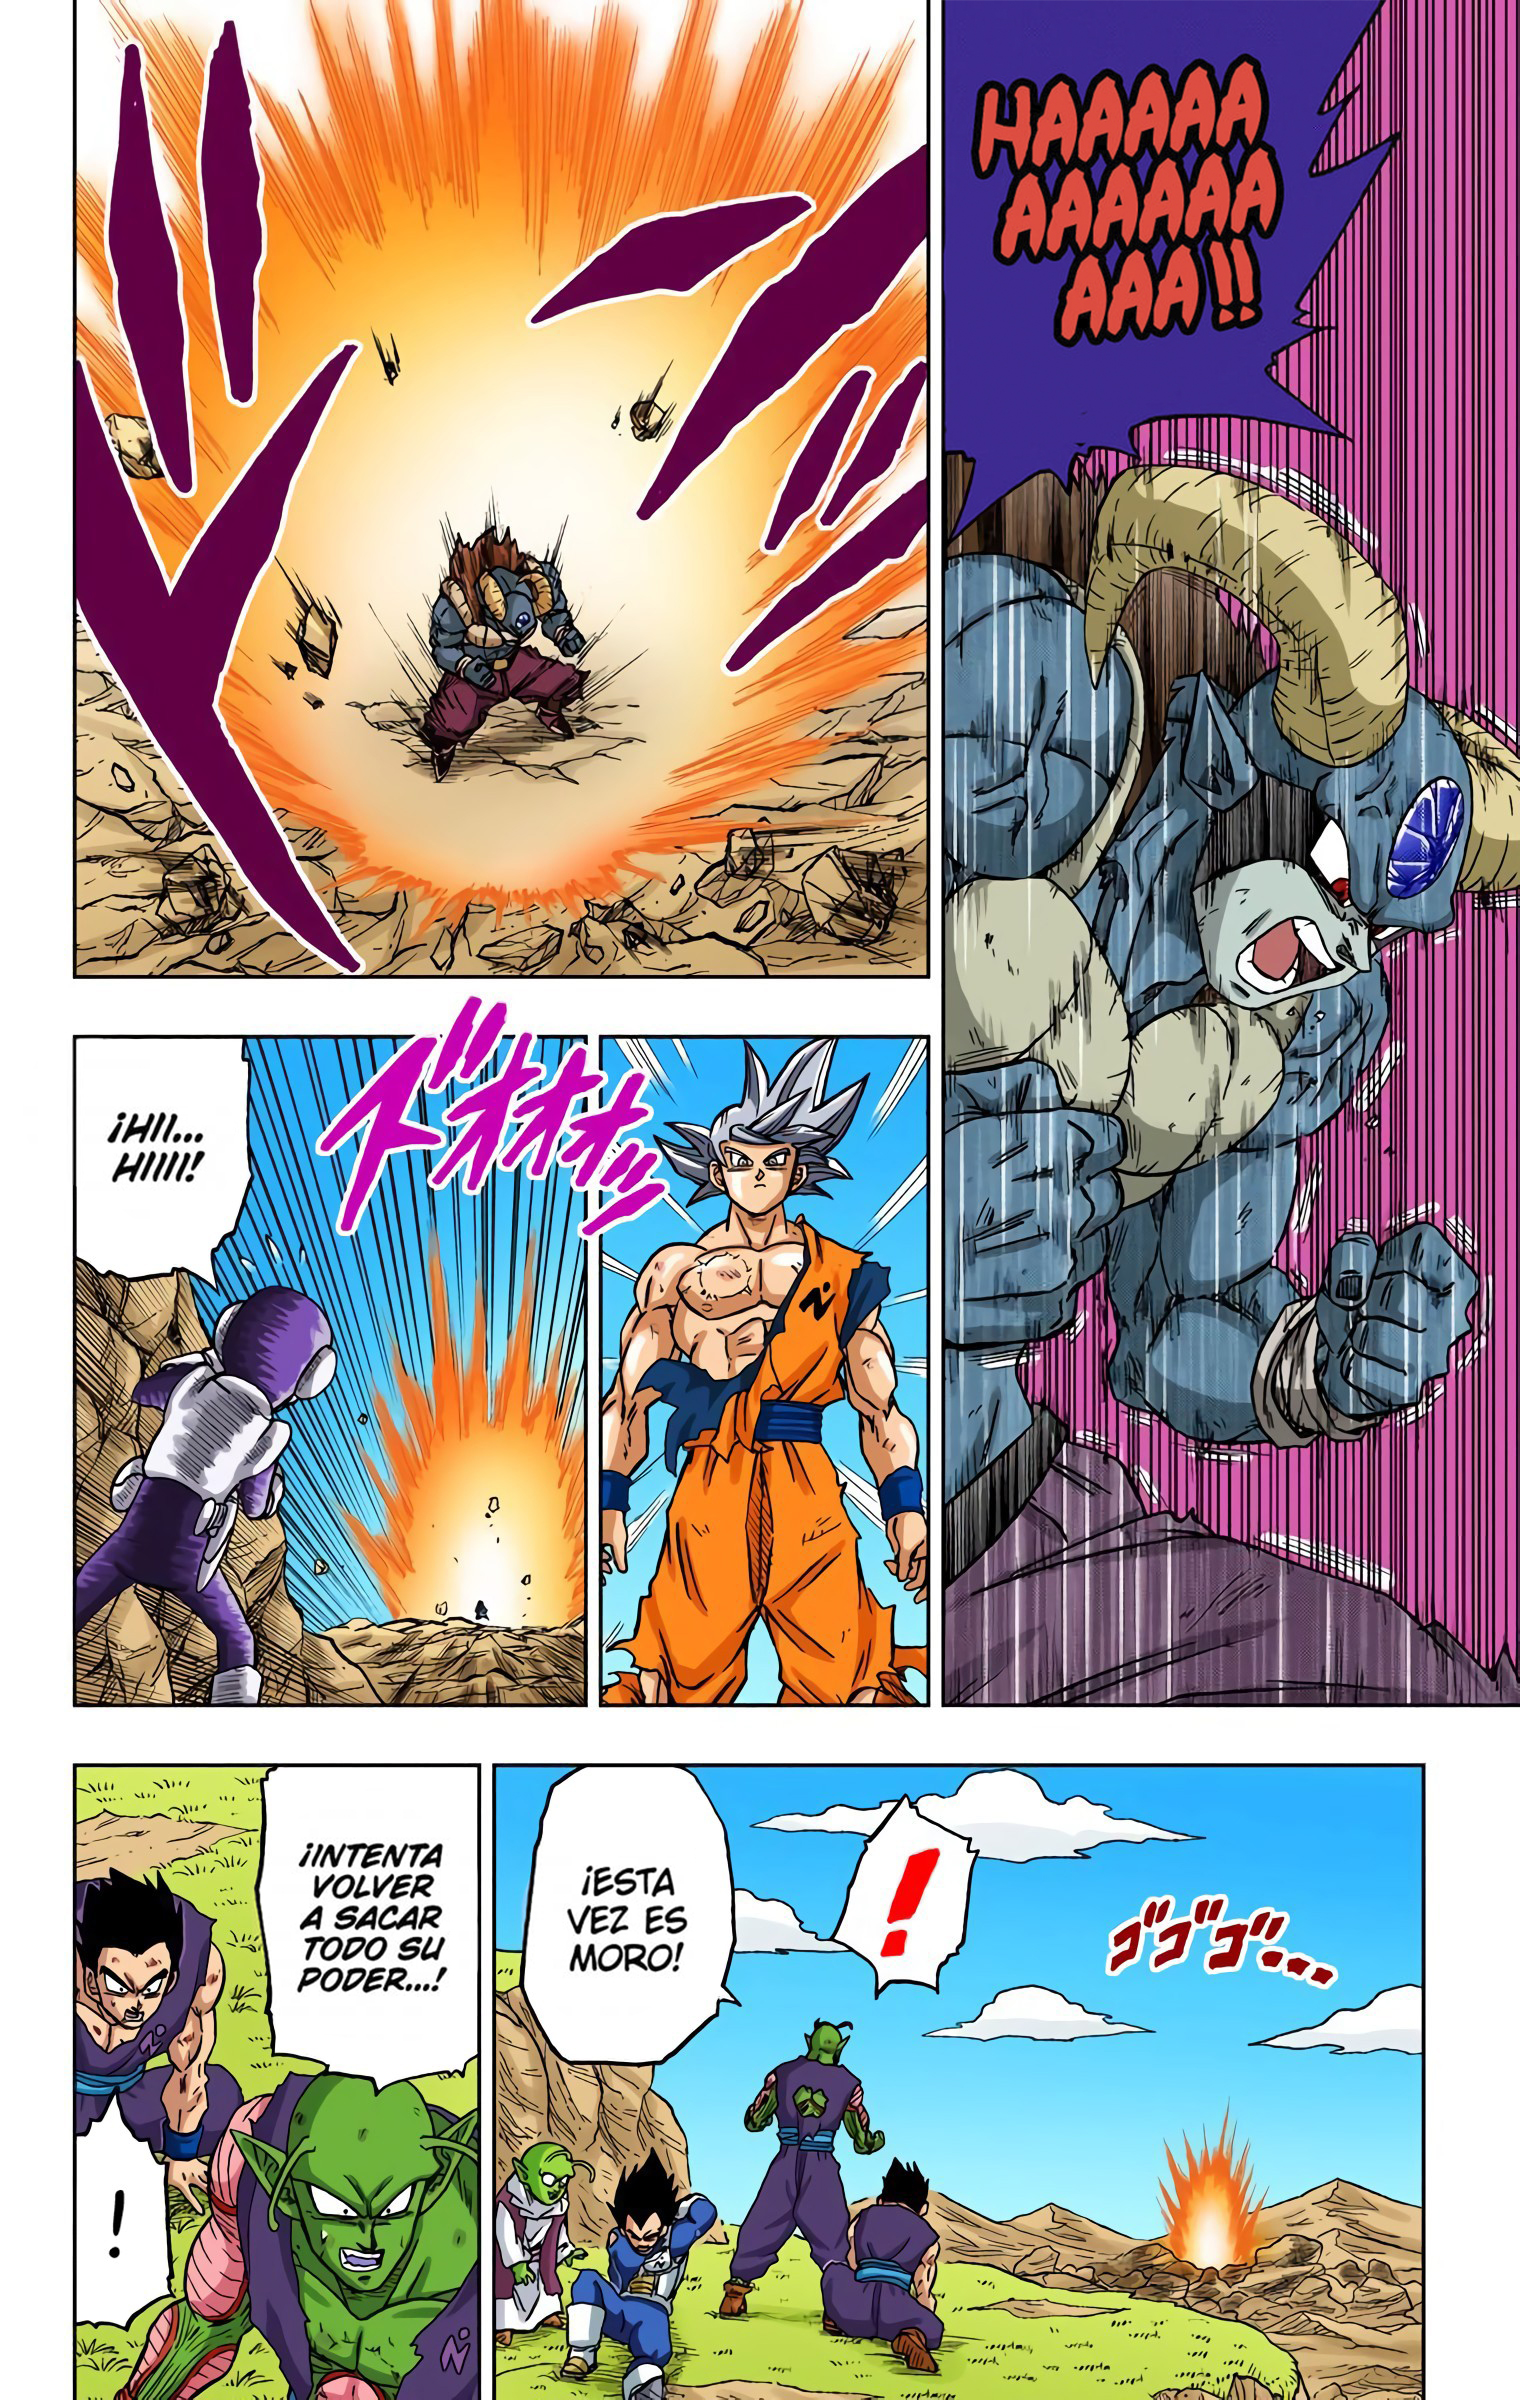 HAAAAA
AAAAAA
AAA!!
ズオオオッ
¡HII...
HIIII!
!
¡ESTA
VEZ ES
MORO!
ゴゴゴ...
¡INTENTA
VOLVER
A SACAR
TODO SU
PODER...!
!